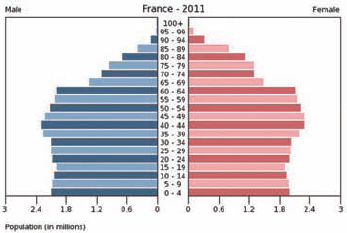 Male France - 2011 Female
100+
95 - 99
90 - 94
85 - 89
80 - 84
75 - 79
70 - 74
65 - 69
60 - 64
55 - 59
50 - 54
45 - 49
40 - 44
35 - 39
30 - 34
25 - 29
20 - 24
15 - 19
10 - 14
5 - 9
0 - 4
3 2.4 1.8 1.2 0.6 0 0 0.6 1.2 1.8 2.4 3
Population (in millions)